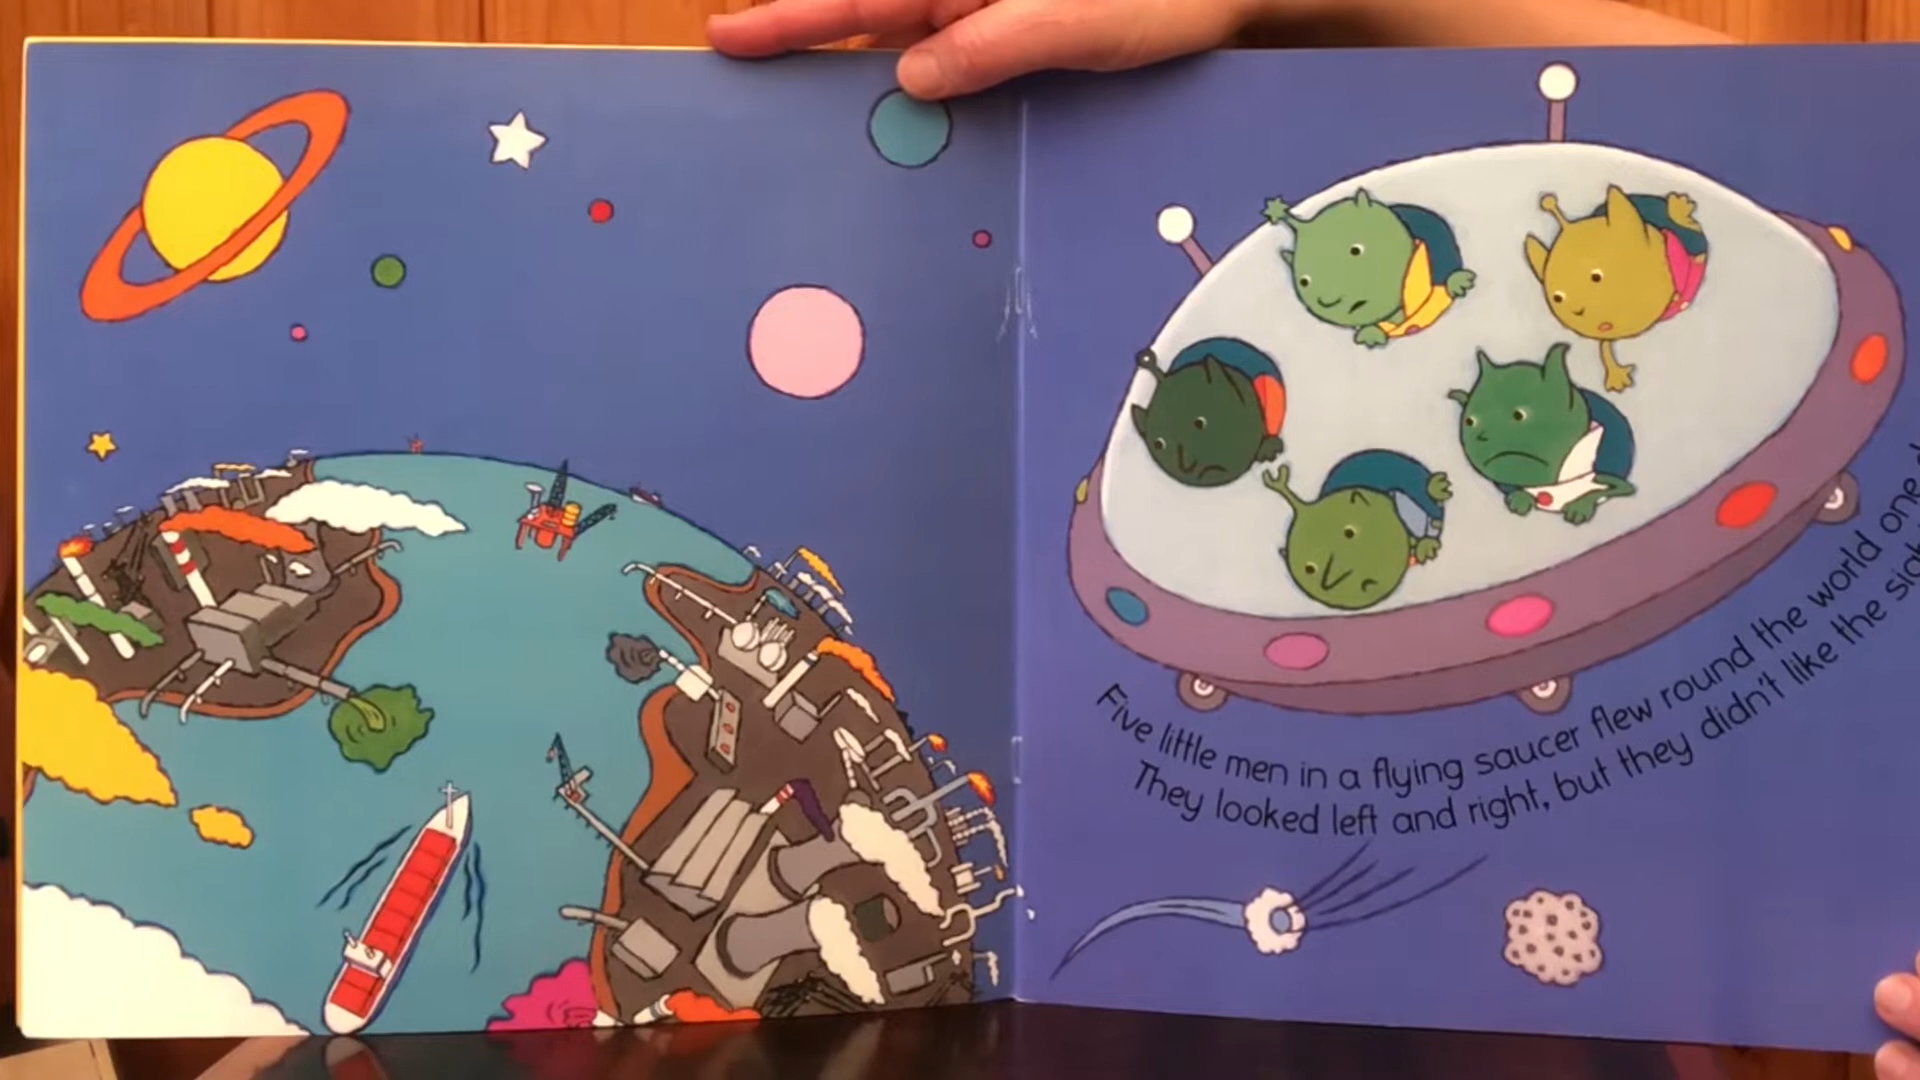 Five little men in a flying saucer flew round the world one
They looked left and right, but they didn't like the